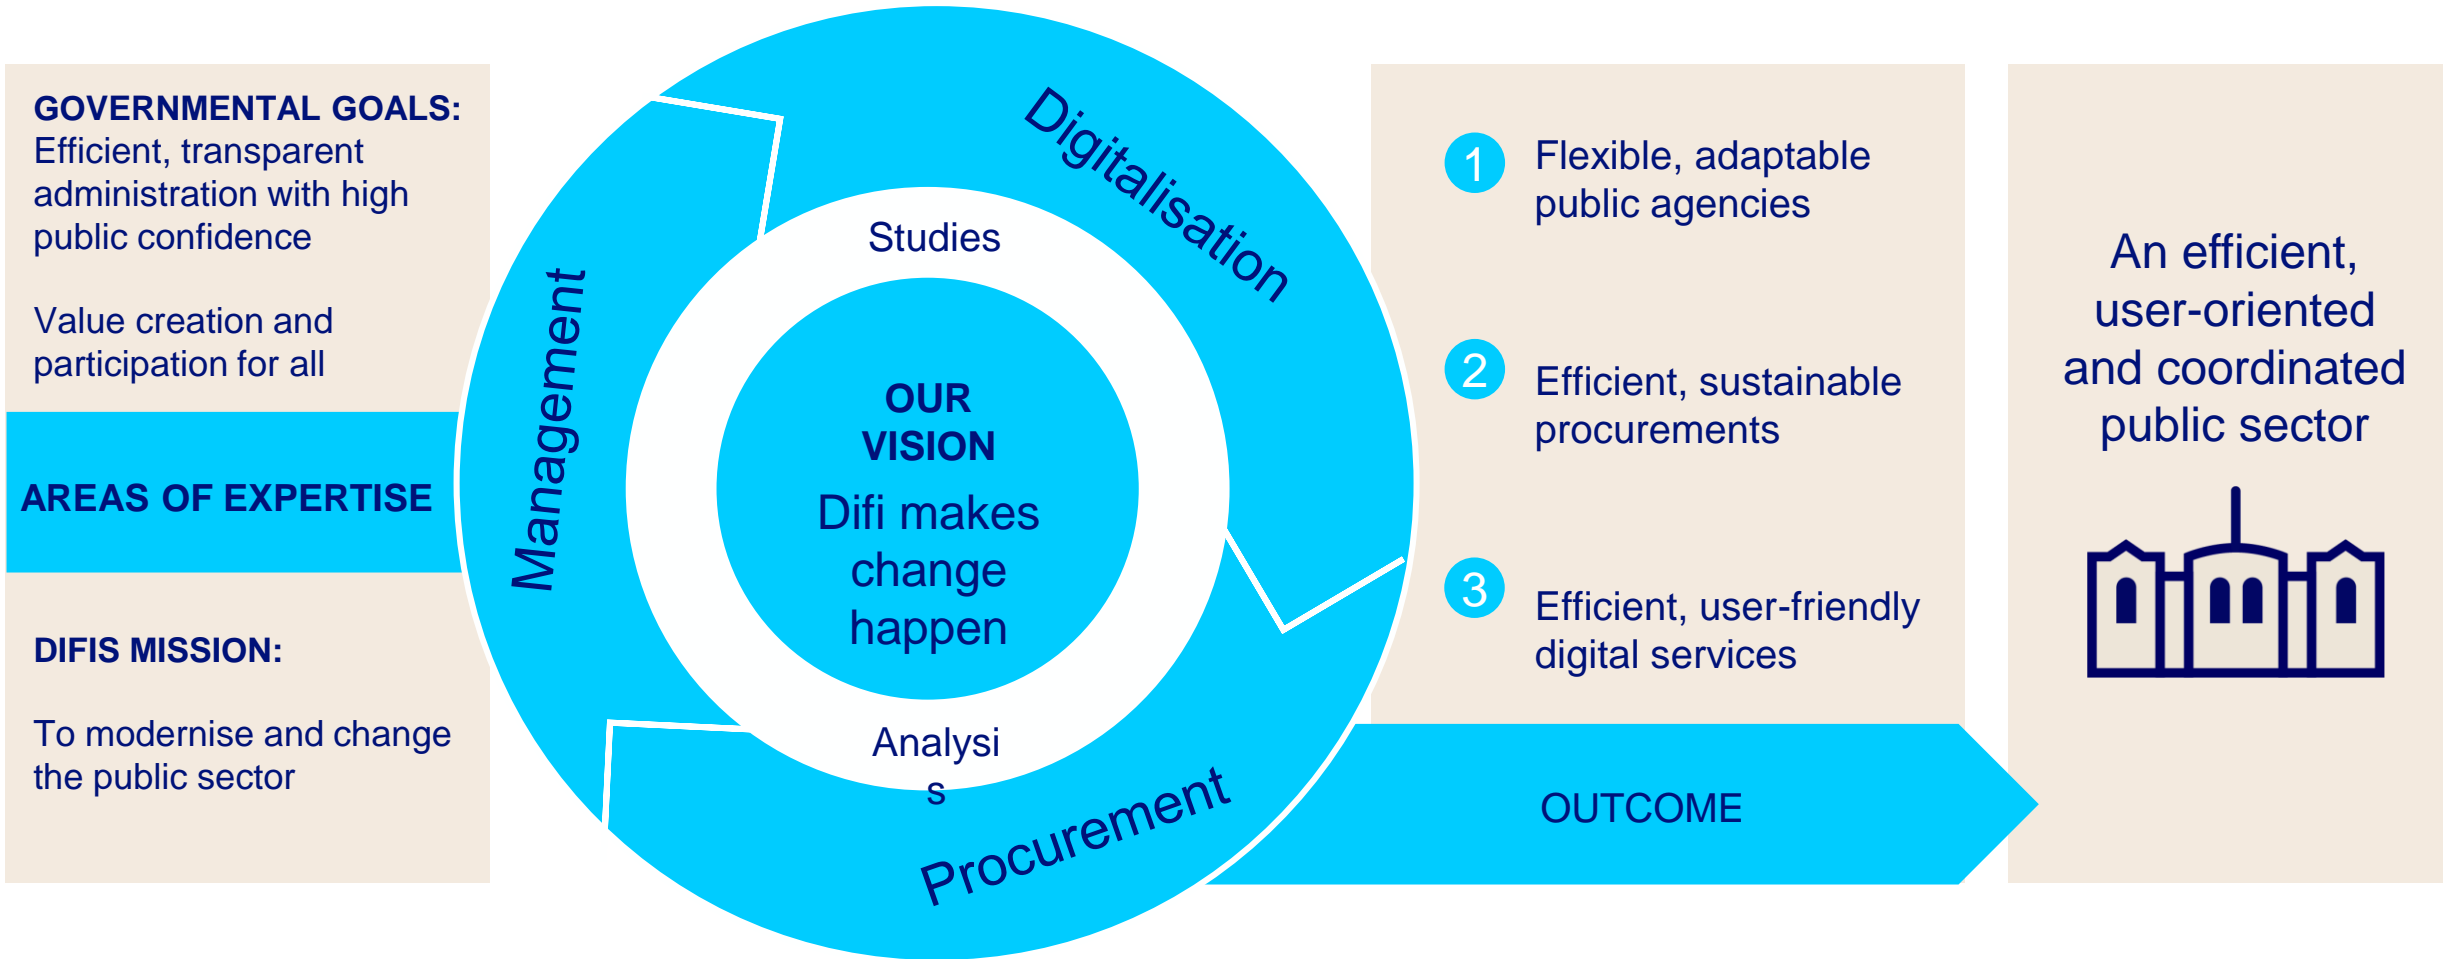 GOVERNMENTAL GOALS:
Efficient, transparent
administration with high
public confidence
Value creation and
participation for all
AREAS OF EXPERTISE
DIFIS MISSION:
To modernise and change
the public sector
Management
Digitalisation
Procurement
Studies
OUR
VISION
Difi makes
change
happen
Analysi
s
1
Flexible, adaptable
public agencies
2
Efficient, sustainable
procurements
3
Efficient, user-friendly
digital services
OUTCOME
An efficient,
user-oriented
and coordinated
public sector